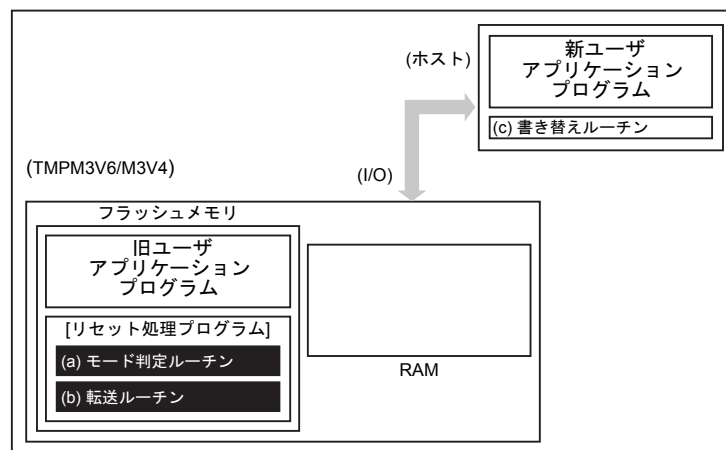 (ホスト)
新ユーザ
アプリケーション
プログラム
(c) 書き替えルーチン
(TMPM3V6/M3V4)
(I/O)
フラッシュメモリ
旧ユーザ
アプリケーション
プログラム
[リセット処理プログラム]
(a) モード判定ルーチン
(b) 転送ルーチン
RAM